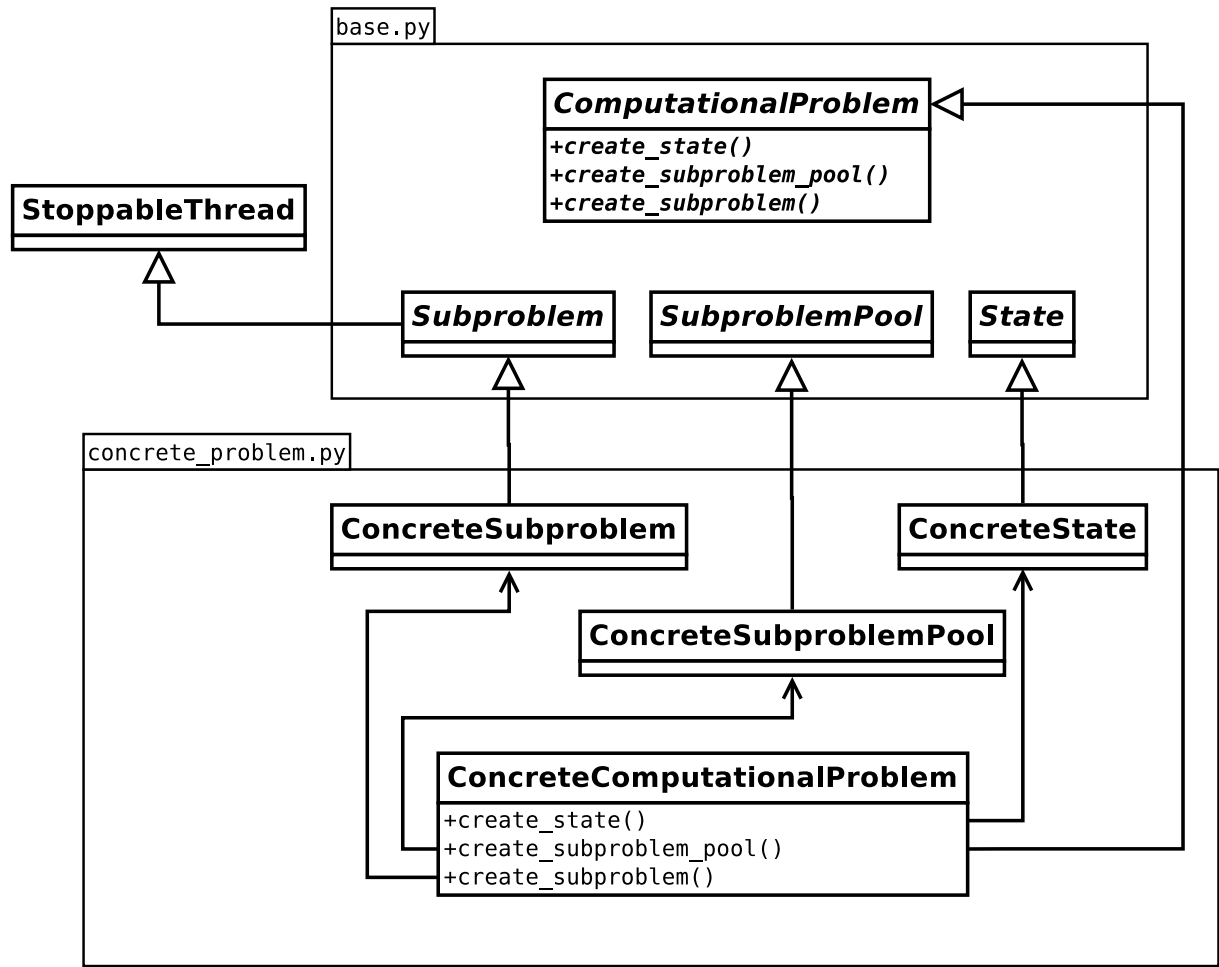 base.py
ComputationalProblem
+create_state()
+create_subproblem_pool()
+create_subproblem()
StoppableThread
Subproblem
SubproblemPool
State
concrete_problem.py
ConcreteSubproblem
ConcreteState
ConcreteSubproblemPool
ConcreteComputationalProblem
+create_state()
+create_subproblem_pool()
+create_subproblem()